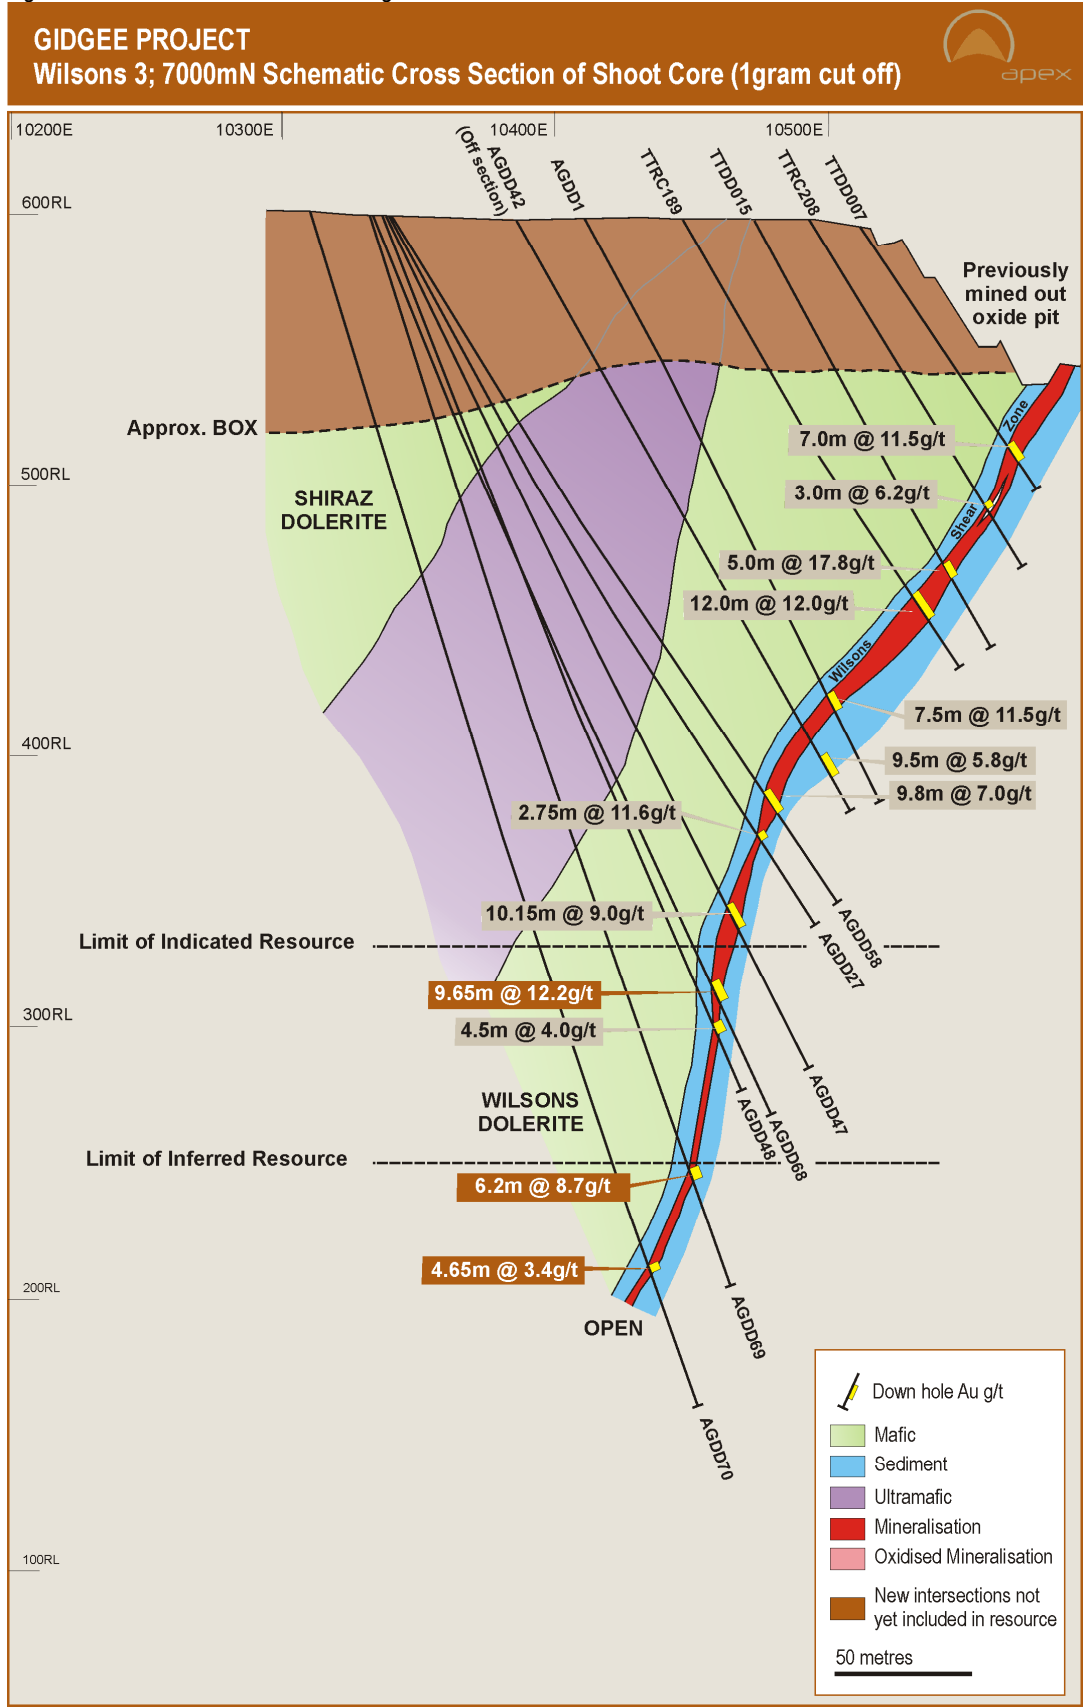 GIDGEE PROJECT
Wilsons 3; 7000mN Schematic Cross Section of Shoot Core (1gram cut off)
apex
10200E
10300E
10400E
10500E
AGDD42
(Off section)
AGDD1
TTRC189
TTDD015
TTRC208
TTDD007
600RL
Previously
mined out
oxide pit
Approx. BOX
500RL
SHIRAZ
DOLERITE
Zone
Shear
Wilsons
7.0m @ 11.5g/t
3.0m @ 6.2g/t
5.0m @ 17.8g/t
12.0m @ 12.0g/t
7.5m @ 11.5g/t
400RL
9.5m @ 5.8g/t
9.8m @ 7.0g/t
2.75m @ 11.6g/t
10.15m @ 9.0g/t
AGDD58
AGDD27
Limit of Indicated Resource
9.65m @ 12.2g/t
300RL
4.5m @ 4.0g/t
AGDD47
AGDD68
AGDD48
WILSONS
DOLERITE
Limit of Inferred Resource
6.2m @ 8.7g/t
4.65m @ 3.4g/t
200RL
OPEN
AGDD69
AGDD70
100RL
Down hole Au g/t
Mafic
Sediment
Ultramafic
Mineralisation
Oxidised Mineralisation
New intersections not
yet included in resource
50 metres